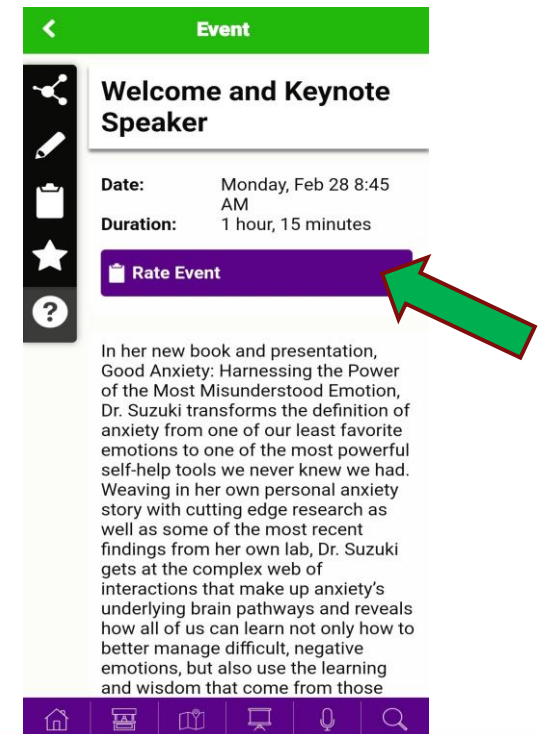 Event
Welcome and Keynote
Speaker
Date: Monday, Feb 28 8:45
AM
Duration: 1 hour, 15 minutes
Rate Event
?
In her new book and presentation,
Good Anxiety: Harnessing the Power
of the Most Misunderstood Emotion,
Dr. Suzuki transforms the definition of
anxiety from one of our least favorite
emotions to one of the most powerful
self-help tools we never knew we had.
Weaving in her own personal anxiety
story with cutting edge research as
well as some of the most recent
findings from her own lab, Dr. Suzuki
gets at the complex web of
interactions that make up anxiety’s
underlying brain pathways and reveals
how all of us can learn not only how to
better manage difficult, negative
emotions, but also use the learning
and wisdom that come from those